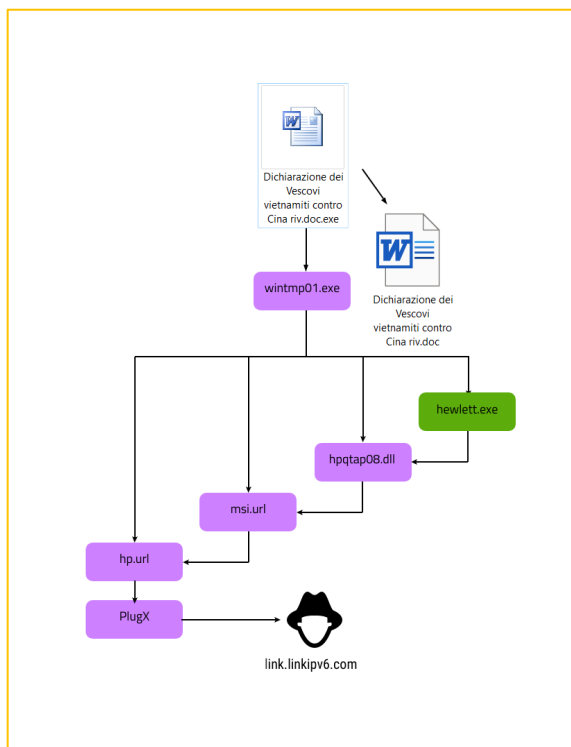 Dichiarazione dei
Vescovi
vietnamiti contro
Cina riv.doc.exe
Dichiarazione dei
Vescovi
vietnamiti contro
Cina riv.doc
wintmp01.exe
hewlett.exe
hpqtap08.dll
msi.url
hp.url
PlugX
link.linkipv6.com